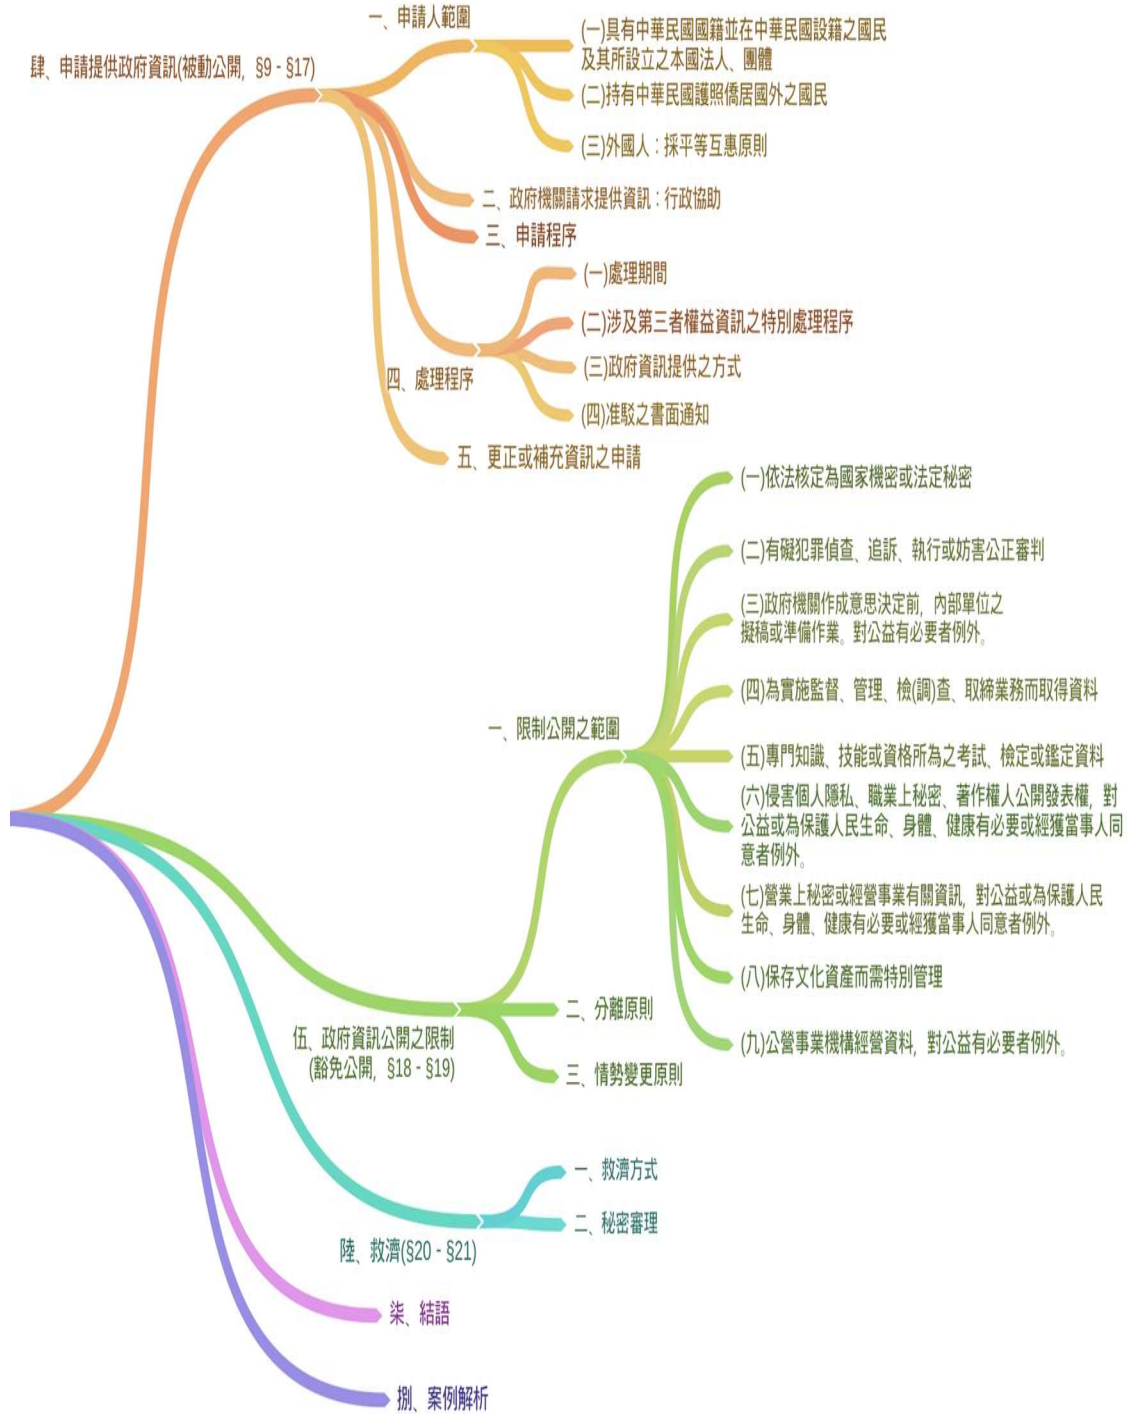 肆、申請提供政府資訊(被動公開, §9 - §17)
一、申請人範圍
(一)具有中華民國國籍並在中華民國設籍之國民
及其所設立之本國法人、團體
(二)持有中華民國護照僑居國外之國民
(三)外國人：採平等互惠原則
二、政府機關請求提供資訊：行政協助
三、申請程序
四、處理程序
(一)處理期間
(二)涉及第三者權益資訊之特別處理程序
(三)政府資訊提供之方式
(四)准駁之書面通知
五、更正或補充資訊之申請
伍、政府資訊公開之限制
(豁免公開, §18 - §19)
一、限制公開之範圍
(一)依法核定為國家機密或法定秘密
(二)有礙犯罪偵查、追訴、執行或妨害公正審判
(三)政府機關作成意思決定前, 內部單位之
擬稿或準備作業。對公益有必要者例外。
(四)為實施監督、管理、檢(調)查、取締業務而取得資料
(五)專門知識、技能或資格所為之考試、檢定或鑑定資料
(六)侵害個人隱私、職業上秘密、著作權人公開發表權, 對
公益或為保護人民生命、身體、健康有必要或經獲當事人同
意者例外。
(七)營業上秘密或經營事業有關資訊, 對公益或為保護人民
生命、身體、健康有必要或經獲當事人同意者例外。
(八)保存文化資產而需特別管理
(九)公營事業機構經營資料, 對公益有必要者例外。
二、分離原則
三、情勢變更原則
陸、救濟(§20 - §21)
一、救濟方式
二、秘密審理
柒、結語
捌、案例解析